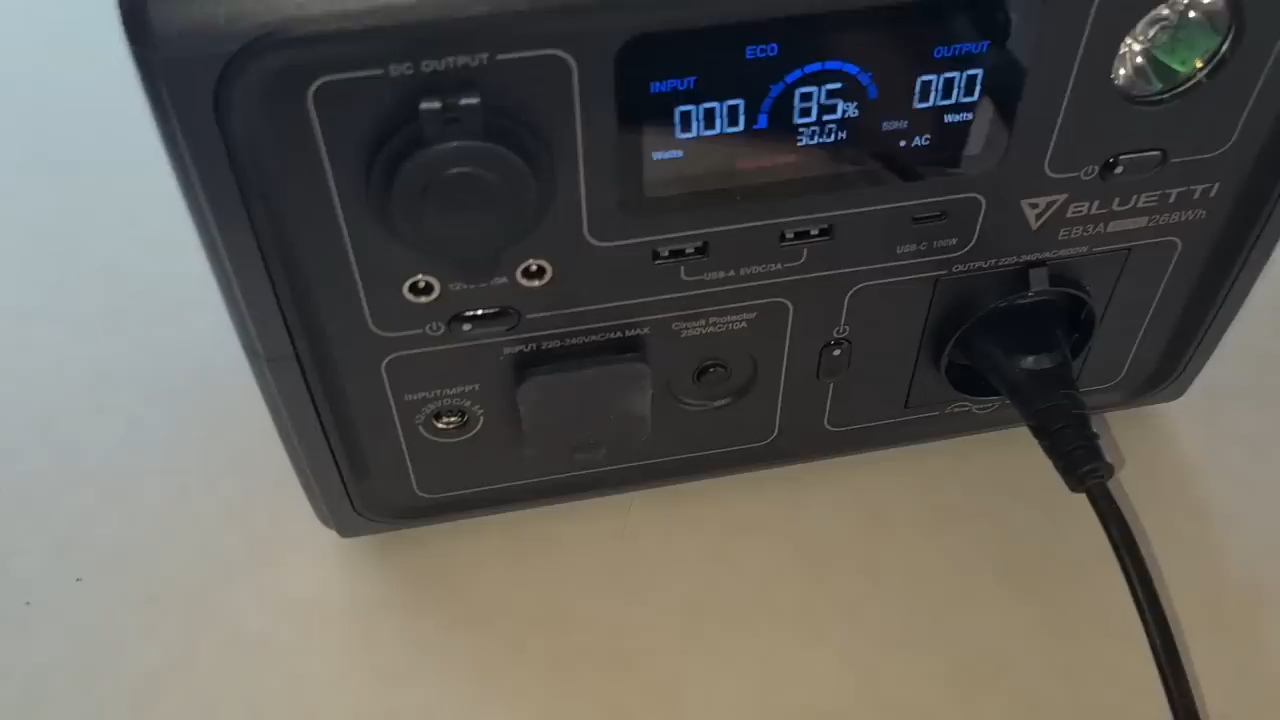 DC OUTPUT
ECO
INPUT
OUTPUT
000
85%
000
30.0H
50Hz
Watts
Watts
AC
BLUETTI
EB3A
268Wh
USB-A 5VDC/3A
USB-C 100W
OUTPUT 220-240VAC/600W
INPUT 220-240VAC/4A MAX
Circuit Protector
250VAC/10A
INPUT/MPPT